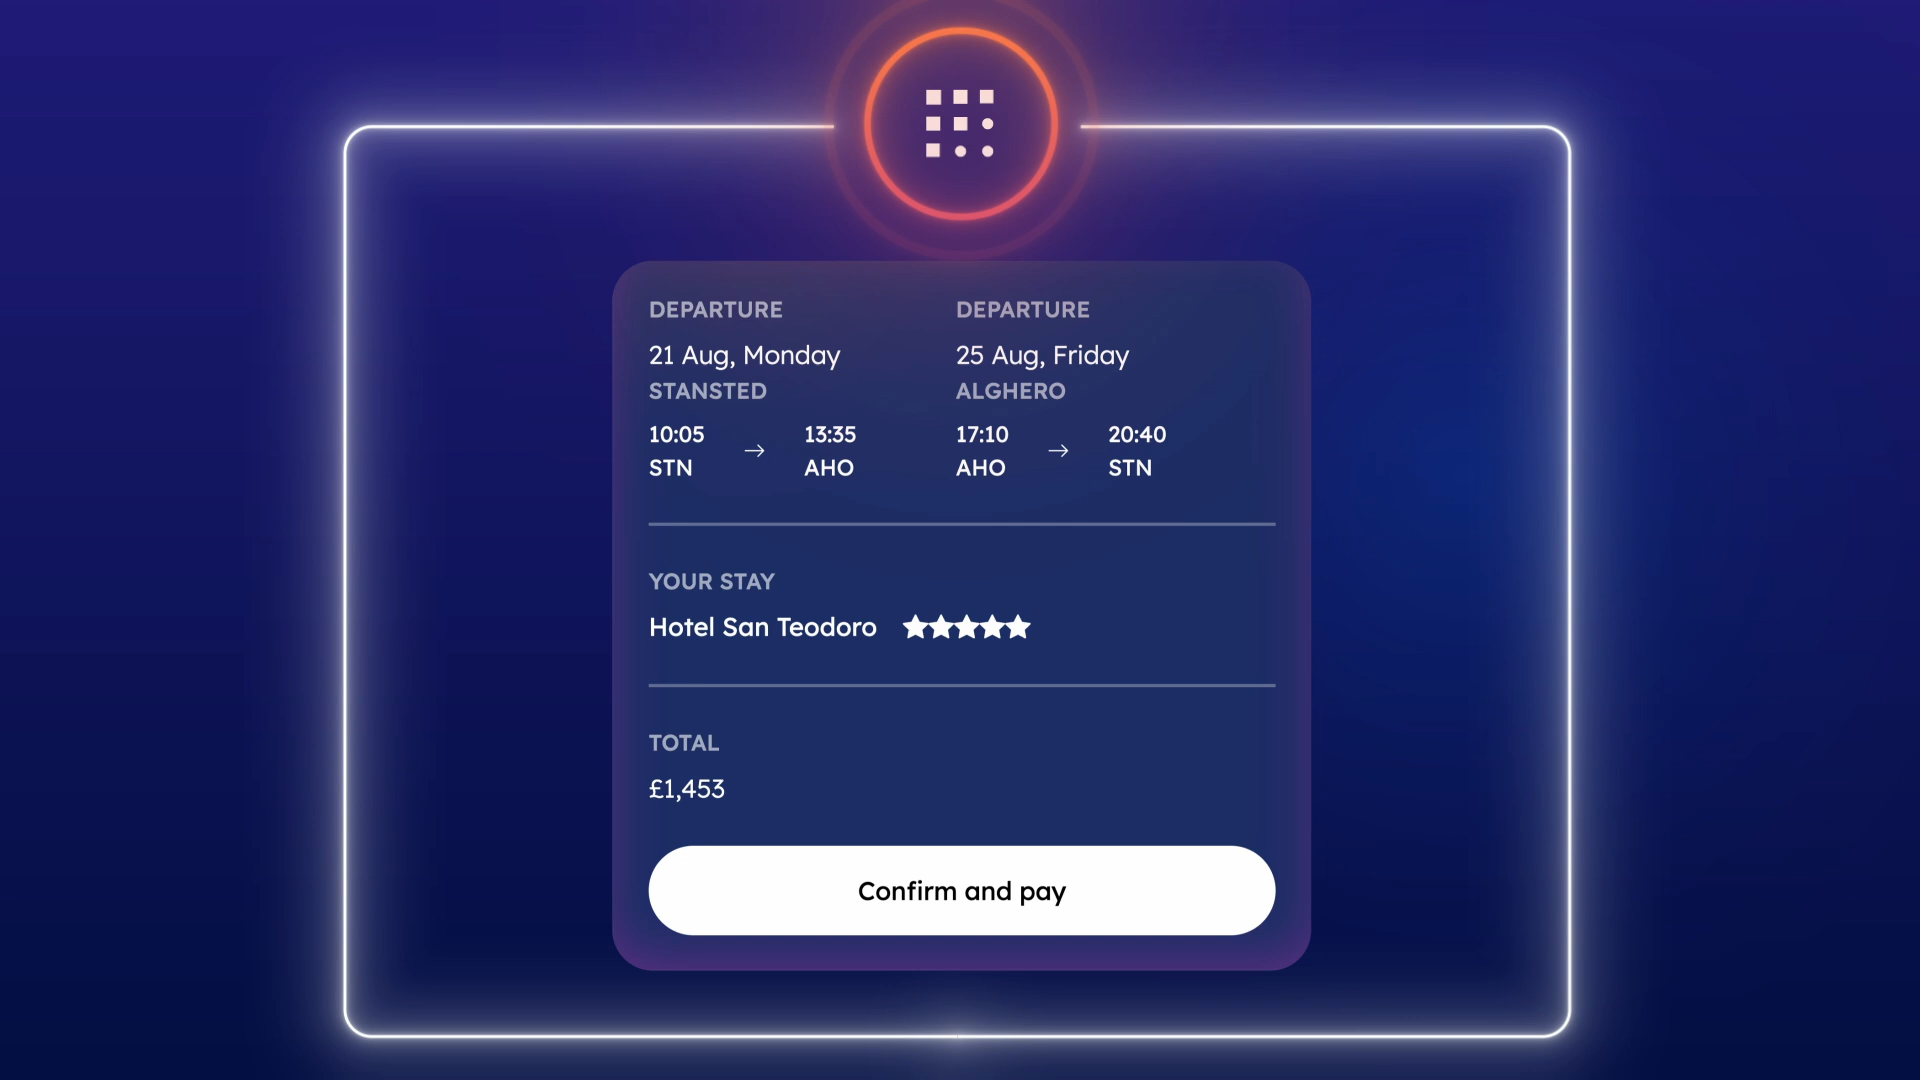 DEPARTURE
21 Aug, Monday
STANSTED
10:05 → 13:35
STN AHO
DEPARTURE
25 Aug, Friday
ALGHERO
17:10 → 20:40
AHO STN
YOUR STAY
Hotel San Teodoro ★★★★★
TOTAL
£1,453
Confirm and pay